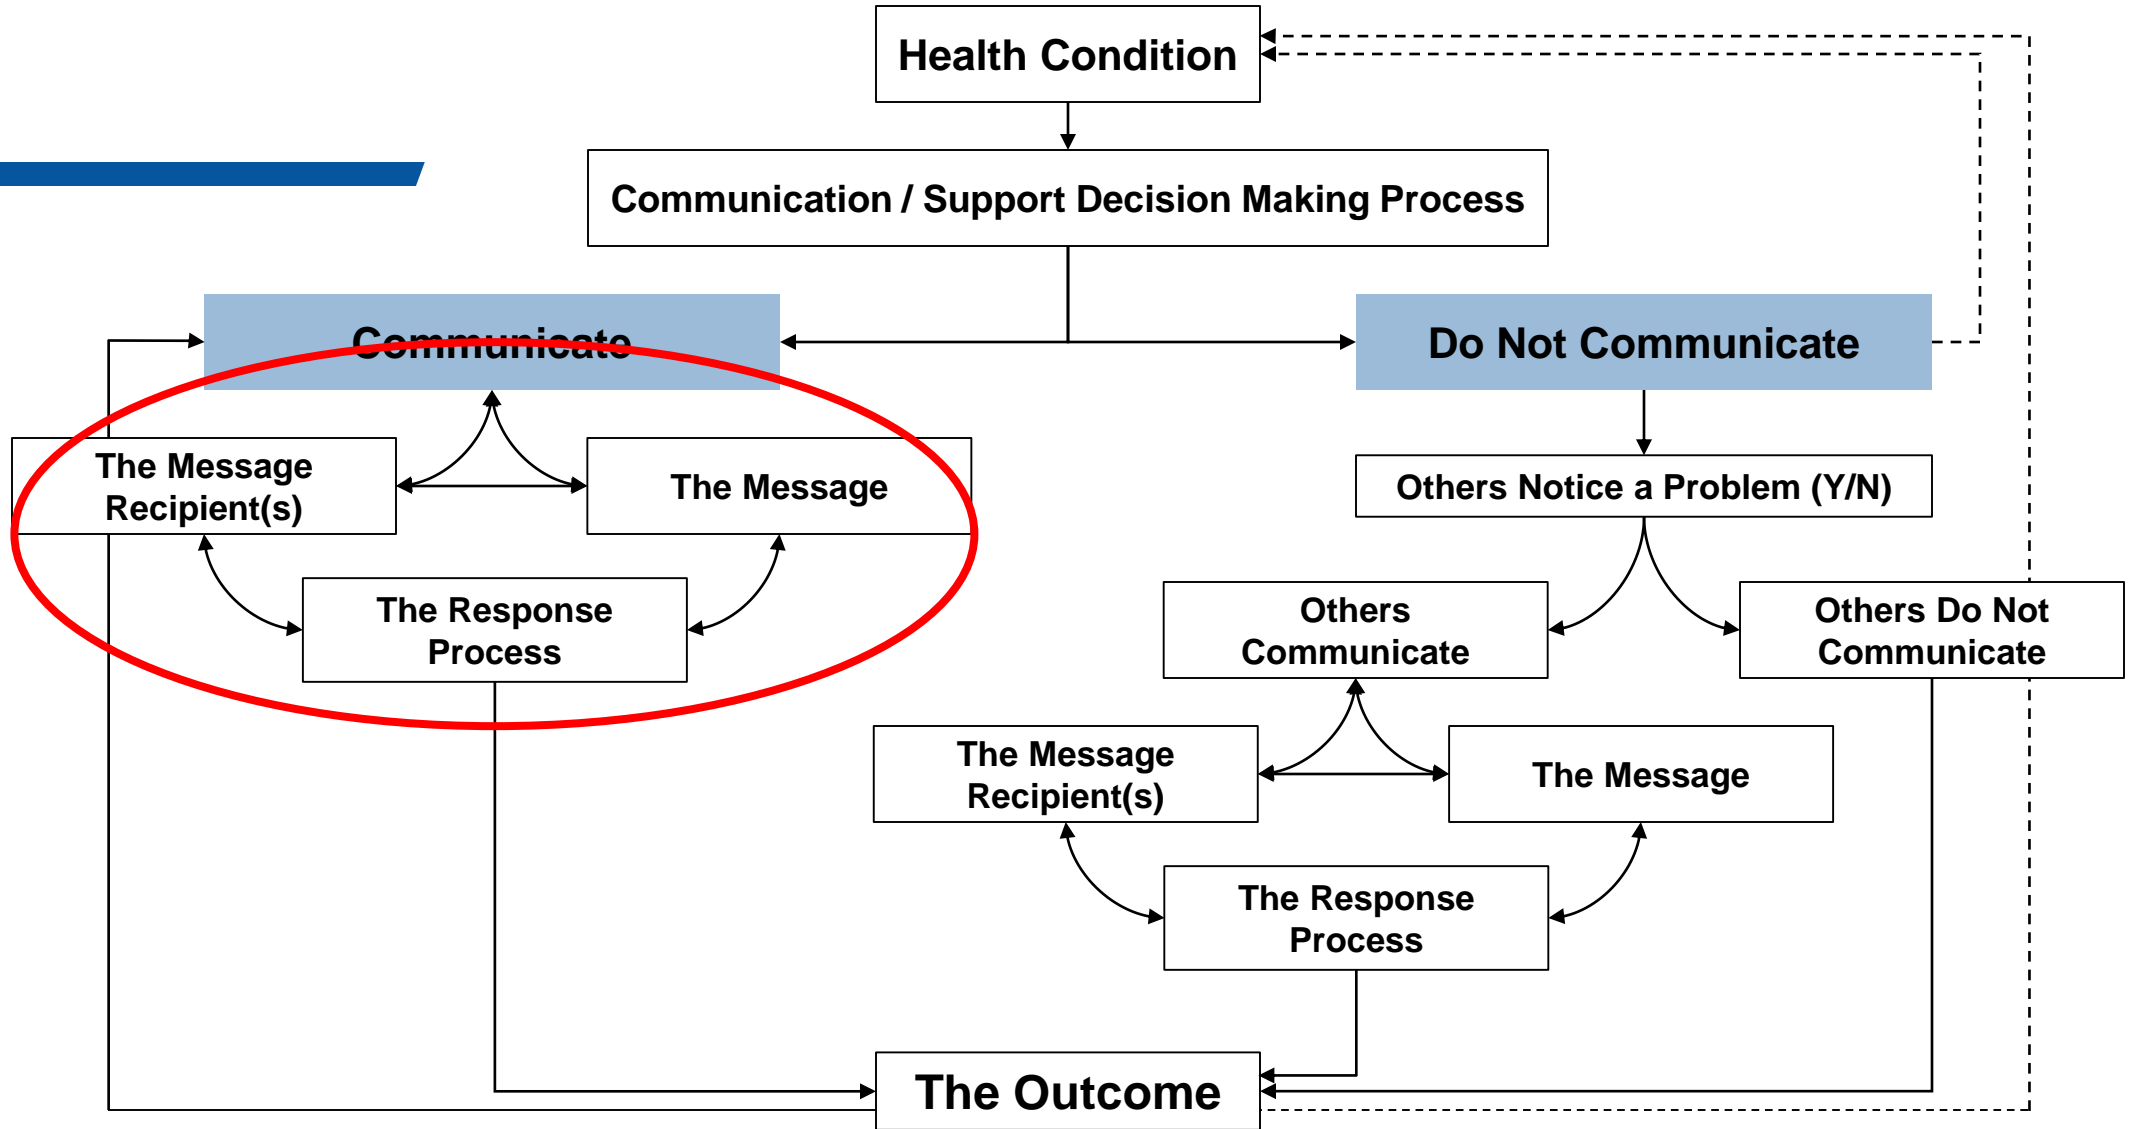 Health Condition
Communication / Support Decision Making Process
Communicate
Do Not Communicate
The Message
Recipient(s)
The Message
Others Notice a Problem (Y/N)
The Response
Process
Others
Communicate
Others Do Not
Communicate
The Message
Recipient(s)
The Message
The Response
Process
The Outcome